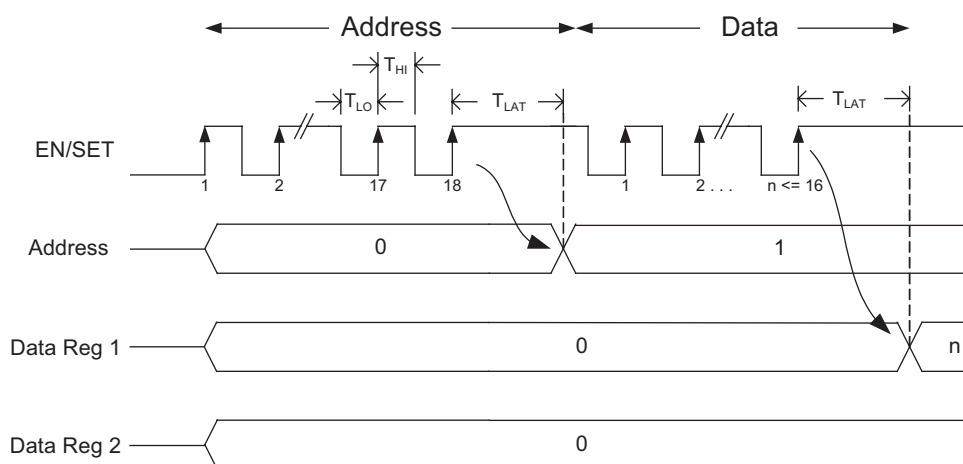 Address Data
T_HI
T_LO T_LAT T_LAT
EN/SET
1 2 17 18 1 2 . . . n <= 16
Address 0 1
Data Reg 1 0 n
Data Reg 2 0